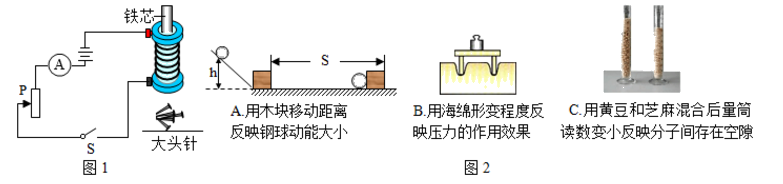 铁芯
A
P
S
大头针
图1
h
S
A.用木块移动距离
反映钢球动能大小
B.用海绵形变程度反
映压力的作用效果
C.用黄豆和芝麻混合后量筒
读数变小反映分子间存在空隙
图2